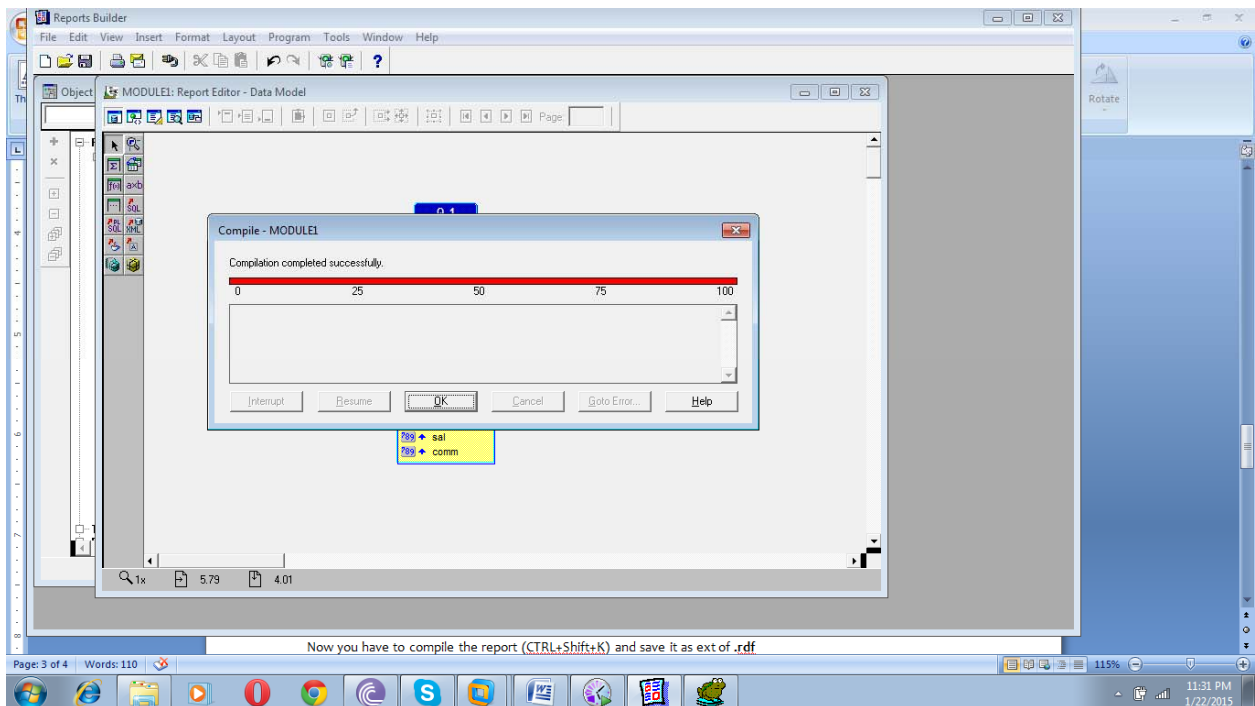 Reports Builder
File Edit View Insert Format Layout Program Tools Window Help
Object
MODULE1: Report Editor - Data Model
Page:
Rotate
Compile - MODULE1
Compilation completed successfully.
0 25 50 75 100
Interrupt Resume OK Cancel Goto Error... Help
sal
comm
1x 5.79 4.01
Now you have to compile the report (CTRL+Shift+K) and save it as ext of .rdf
Page: 3 of 4 Words: 110 115%
11:31 PM
1/22/2015